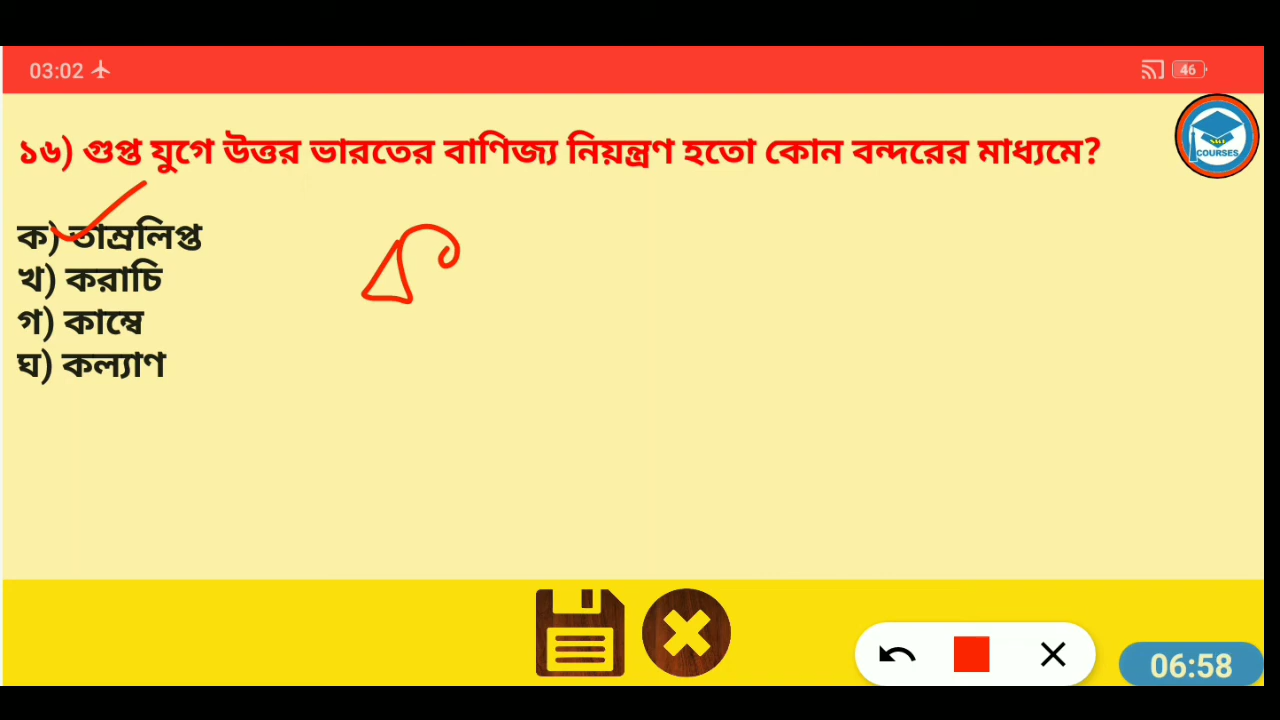 03:02
46
১৬) গুপ্ত যুগে উত্তর ভারতের বাণিজ্য নিয়ন্ত্রণ হতো কোন বন্দরের মাধ্যমে?
COURSES
ক) তাম্রলিপ্ত
খ) করাচি
গ) কাম্বে
ঘ) কল্যাণ
06:58